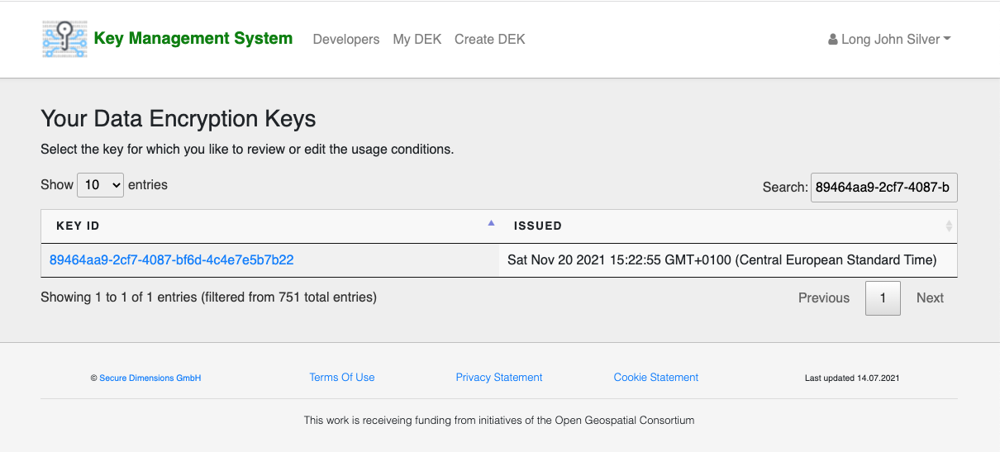 Key Management System Developers My DEK Create DEK Long John Silver
Your Data Encryption Keys
Select the key for which you like to review or edit the usage conditions.
Show 10 entries Search: 89464aa9-2cf7-4087-b
KEY ID ISSUED
89464aa9-2cf7-4087-bf6d-4c4e7e5b7b22 Sat Nov 20 2021 15:22:55 GMT+0100 (Central European Standard Time)
Showing 1 to 1 of 1 entries (filtered from 751 total entries) Previous 1 Next
© Secure Dimensions GmbH Terms Of Use Privacy Statement Cookie Statement Last updated 14.07.2021
This work is receiveing funding from initiatives of the Open Geospatial Consortium